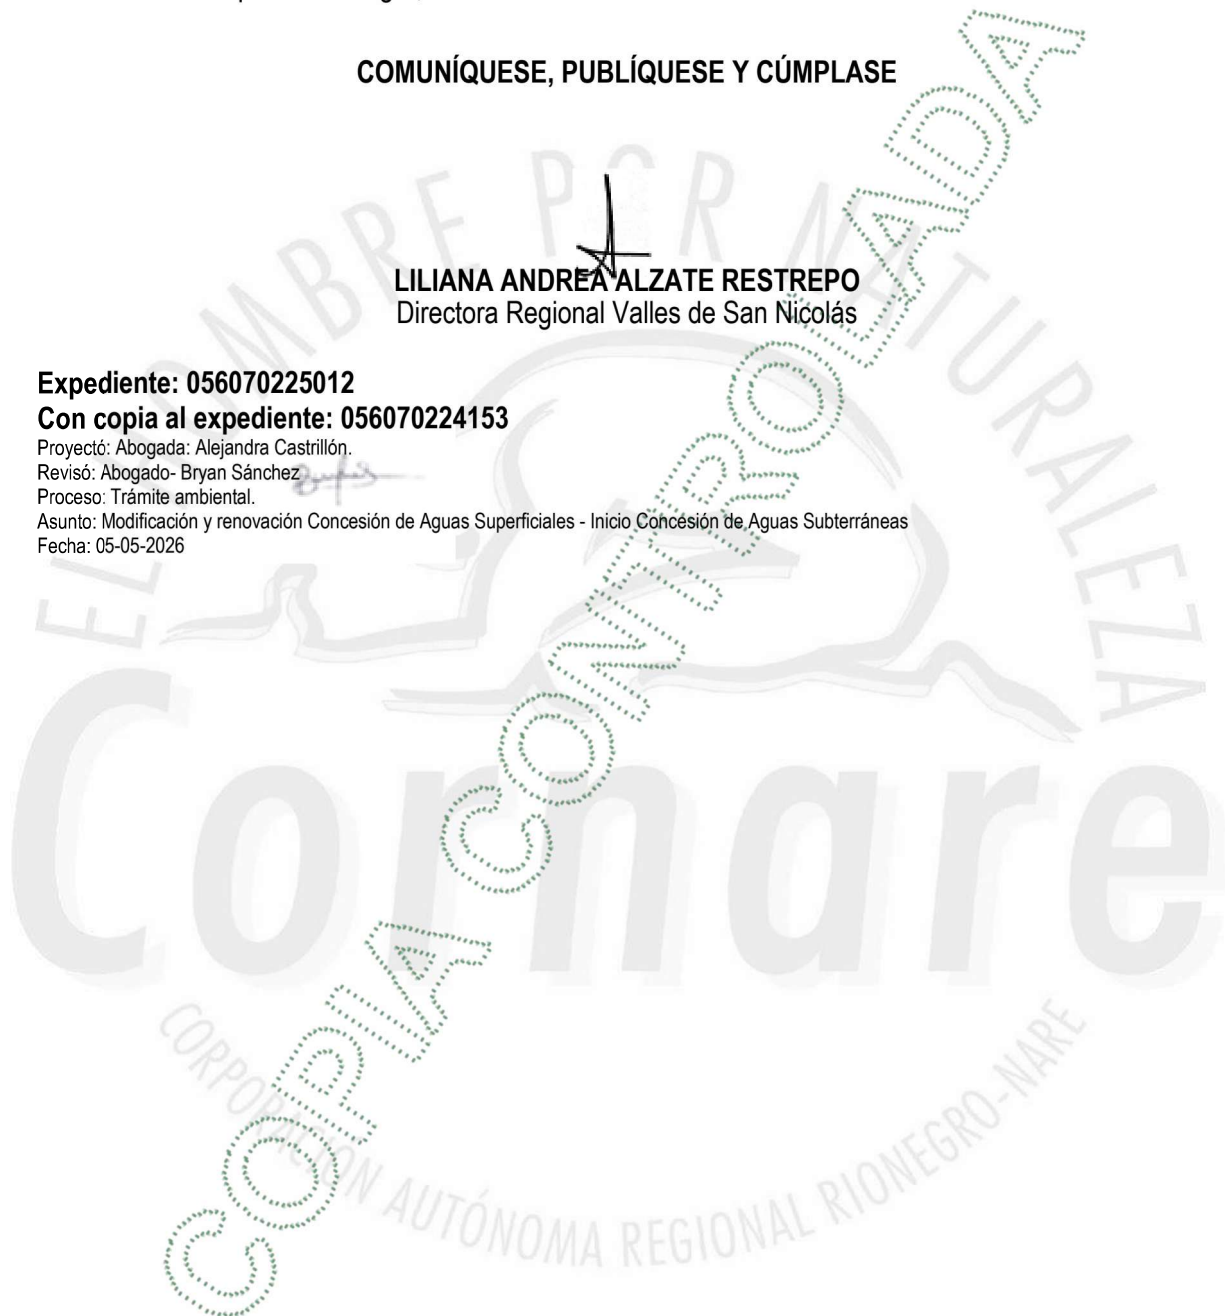 COMUNÍQUESE, PUBLÍQUESE Y CÚMPLASE
LILIANA ANDREA ALZATE RESTREPO
Directora Regional Valles de San Nicolás
Expediente: 056070225012
Con copia al expediente: 056070224153
Proyectó: Abogada: Alejandra Castrillón.
Revisó: Abogado- Bryan Sánchez
Proceso: Trámite ambiental.
Asunto: Modificación y renovación Concesión de Aguas Superficiales - Inicio Concesión de Aguas Subterráneas
Fecha: 05-05-2026
EL HOMBRE POR NATURALEZA
Cornare
CORPORACIÓN AUTÓNOMA REGIONAL RIONEGRO-NARE
COPIA CONTROLADA